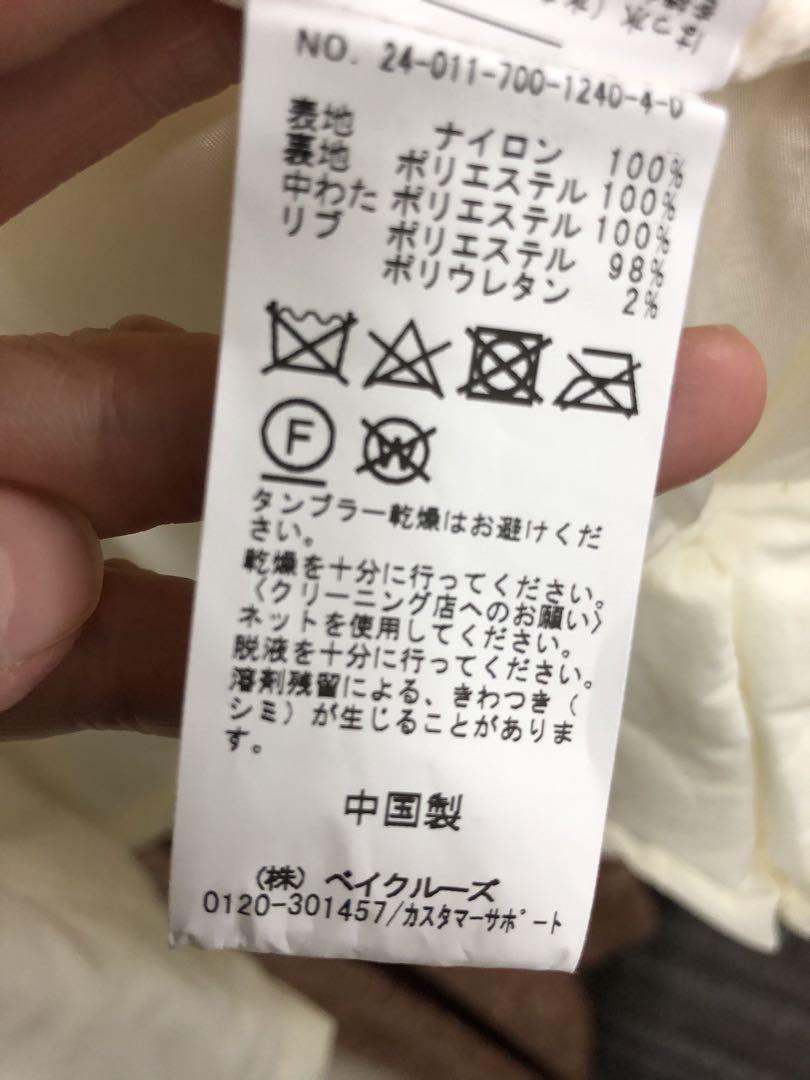 NO. 24-011-700-1240-4-0
表地 ナイロン 100%
裏地 ポリエステル 100%
中わた ポリエステル 100%
リブ ポリエステル 98%
ポリウレタン 2%
F W
タンブラー乾燥はお避けくだ
さい。
乾燥を十分に行ってください。
〈クリーニング店へのお願い〉
ネットを使用してください。
脱液を十分に行ってください。
溶剤残留による、きわつき(
シミ)が生じることがありま
す。
中国製
(株) ベイクルーズ
0120-301457/カスタマーサポート